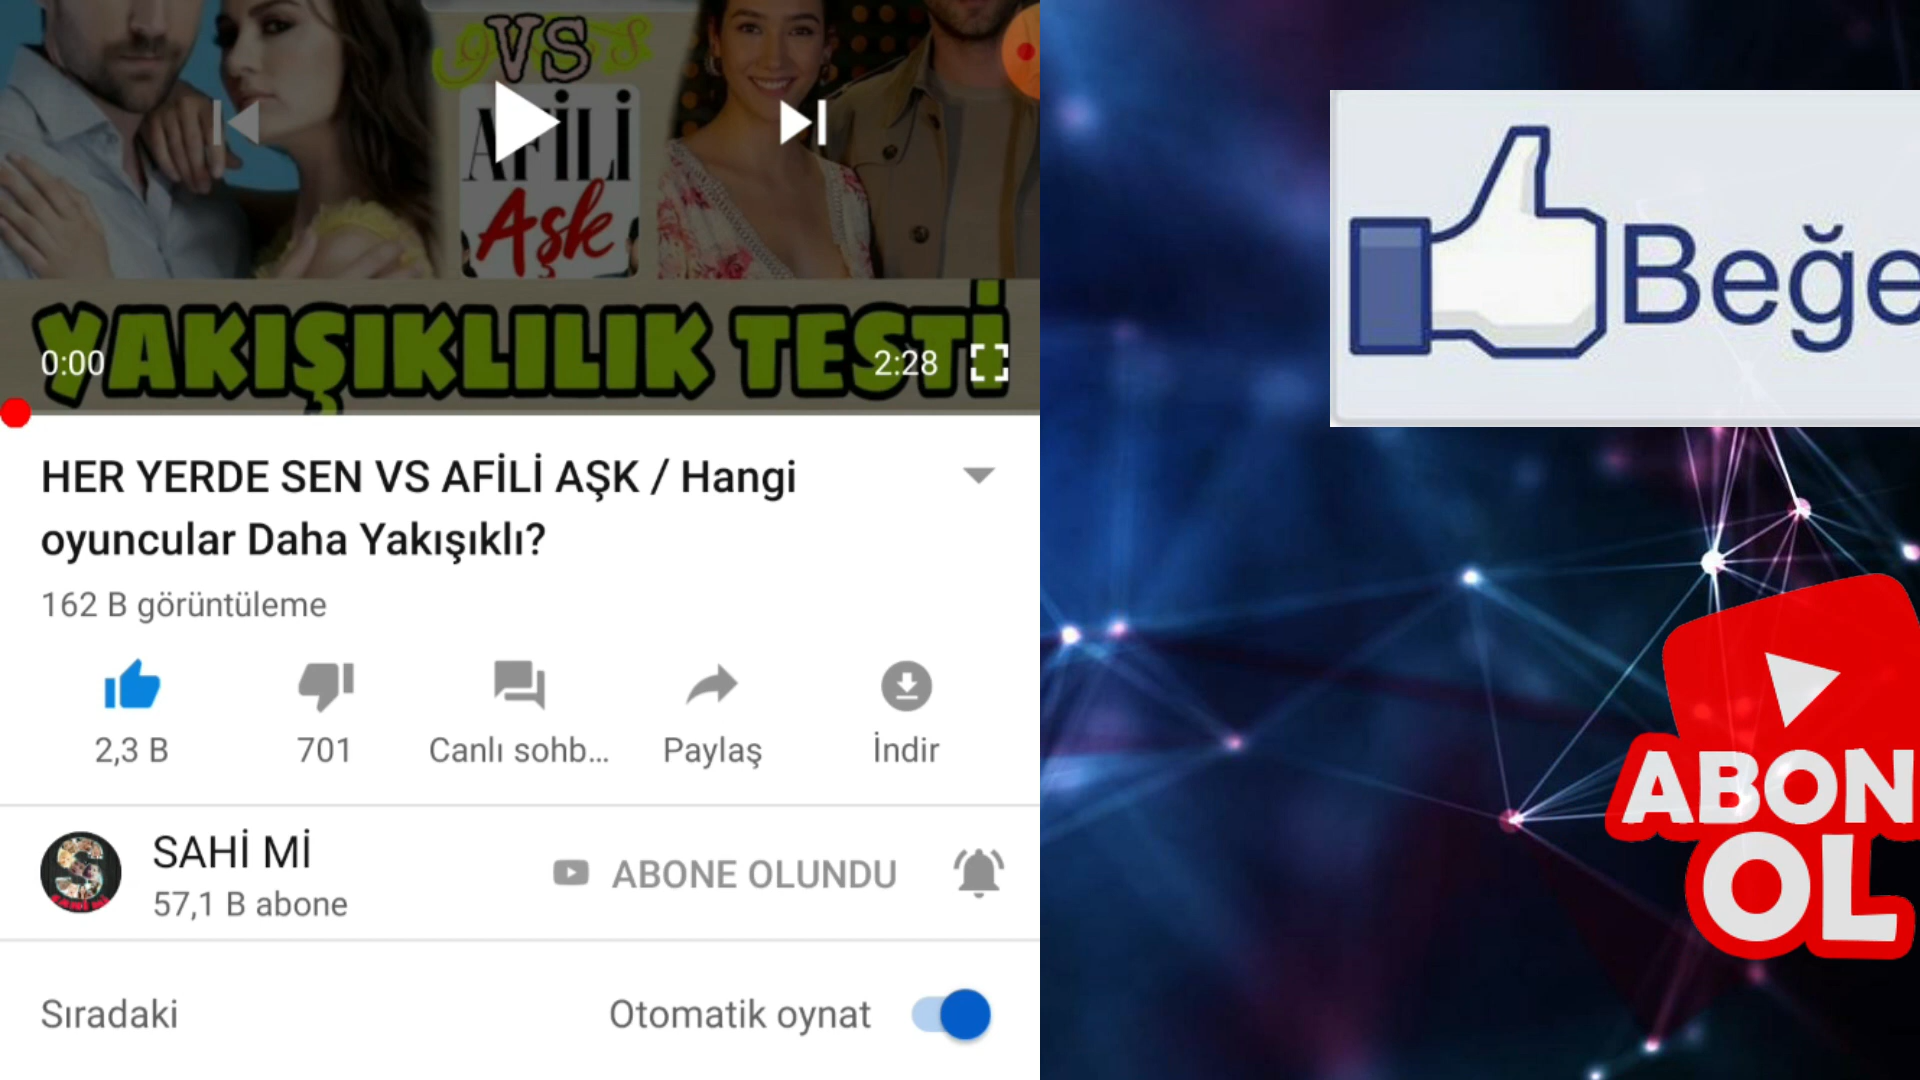 VS
AFİLİ
Aşk
YAKIŞIKLILIK TESTİ
0:00
2:28
HER YERDE SEN VS AFİLİ AŞK / Hangi
oyuncular Daha Yakışıklı?
162 B görüntüleme
2,3 B
701
Canlı sohb...
Paylaş
İndir
SAHİ Mİ
57,1 B abone
ABONE OLUNDU
Sıradaki
Otomatik oynat
Beğe
ABON
OL